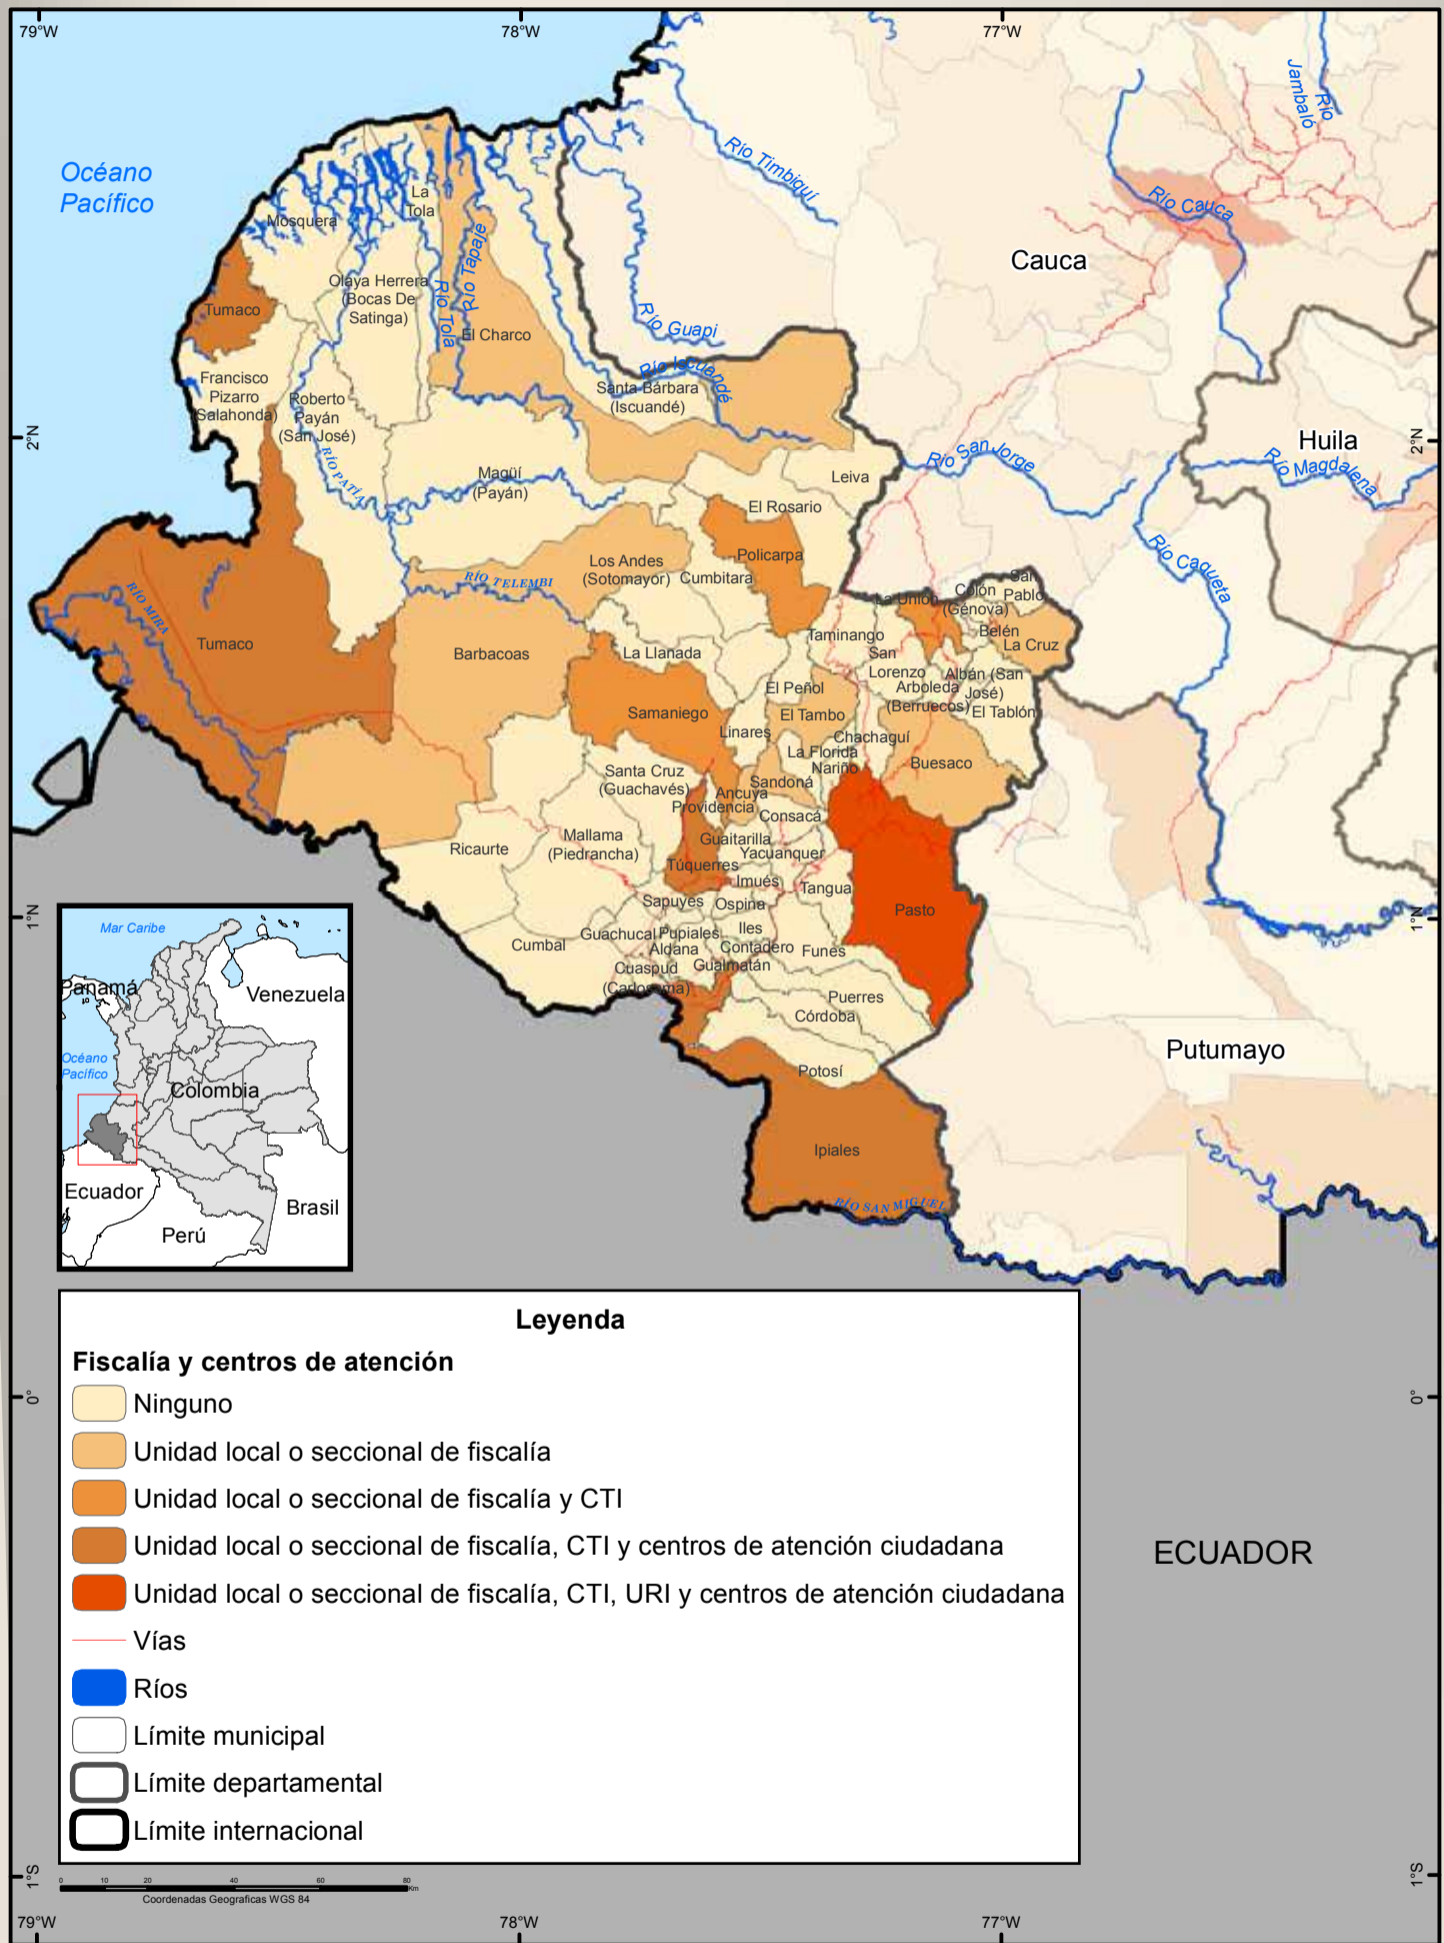 79°W
78°W
77°W
Océano
Pacífico
Río
Jambaló
Río Timbiquí
Río Cauca
Cauca
La
Tola
Mosquera
Río Tapaje
Olaya Herrera
(Bocas De
Satinga)
Río Tola
Tumaco
El Charco
Río Guapi
Río Iscuandé
Francisco
Pizarro
(Salahonda)
Roberto
Payán
(San José)
Santa Bárbara
(Iscuandé)
2°N
2°N
Huila
RÍO PATÍA
Río San Jorge
Río Magdalena
Magüí
(Payán)
Leiva
El Rosario
Policarpa
Río Caqueta
Los Andes
(Sotomayor)
Cumbitara
RÍO TELEMBI
RÍO MIRA
San
Pablo
Colón
(Génova)
La Unión
Belén
La Cruz
Taminango
Tumaco
Barbacoas
La Llanada
San
Lorenzo
Albán (San
José)
Arboleda
(Berruecos)
El Tablón
El Peñol
Samaniego
El Tambo
Linares
Chachaguí
La Florida
Nariño
Buesaco
Santa Cruz
(Guachavés)
Sandoná
Ancuya
Providencia
Consacá
Mallama
(Piedrancha)
Ricaurte
Guaitarilla
Yacuanquer
Túquerres
Imués
Tangua
Sapuyes
Ospina
Pasto
1°N
1°N
Iles
Guachucal
Pupiales
Cumbal
Aldana
Contadero
Funes
Cuaspud
(Carlosama)
Gualmatán
Puerres
Córdoba
Potosí
Putumayo
Ipiales
RÍO SAN MIGUEL
Mar Caribe
Panamá
Venezuela
Océano
Pacífico
Colombia
Ecuador
Brasil
Perú
Leyenda
Fiscalía y centros de atención
Ninguno
Unidad local o seccional de fiscalía
Unidad local o seccional de fiscalía y CTI
Unidad local o seccional de fiscalía, CTI y centros de atención ciudadana
Unidad local o seccional de fiscalía, CTI, URI y centros de atención ciudadana
Vías
Ríos
Límite municipal
Límite departamental
Límite internacional
0°
0°
ECUADOR
1°S
1°S
0 10 20 40 60 80
Km
Coordenadas Geograficas WGS 84
79°W
78°W
77°W